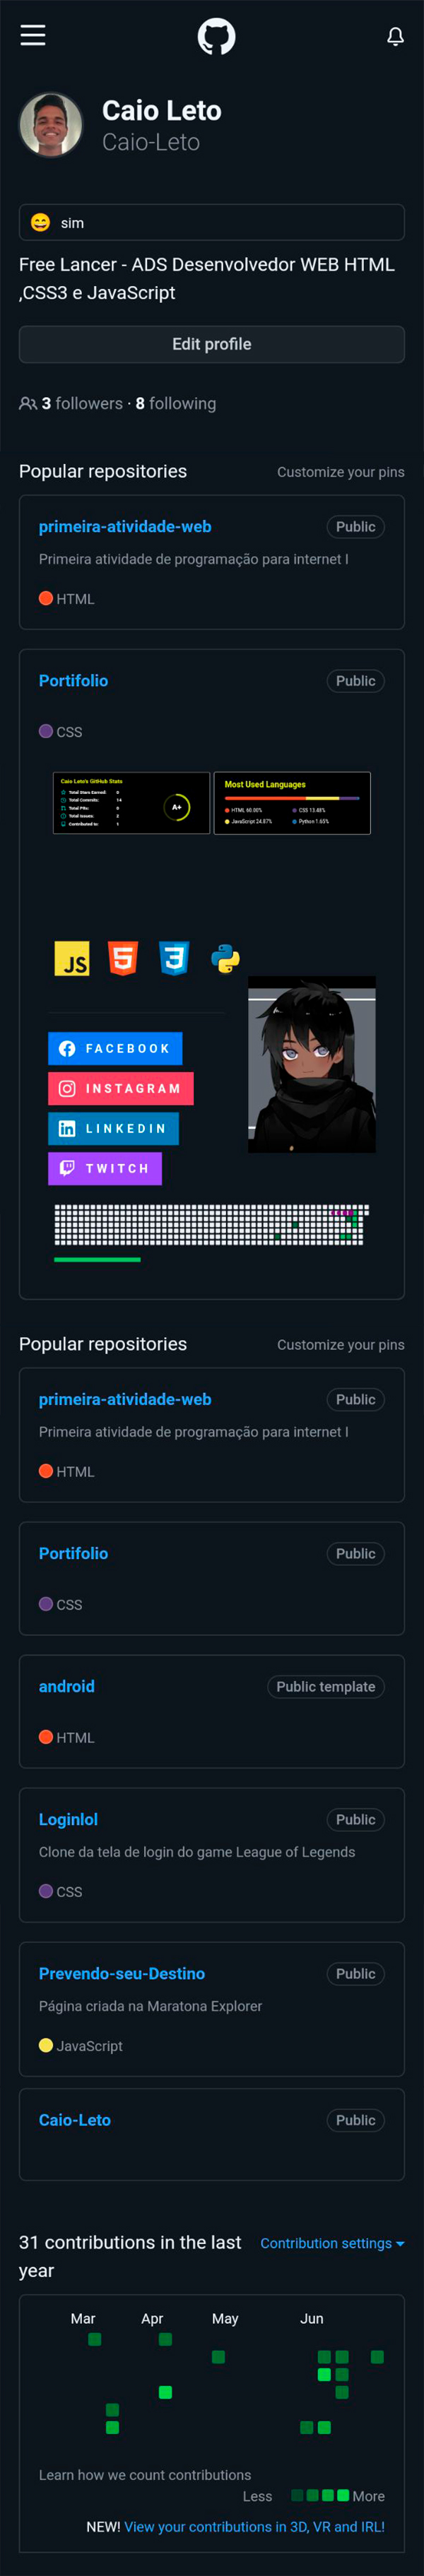 Caio Leto
Caio-Leto
sim
Free Lancer - ADS Desenvolvedor WEB HTML
,CSS3 e JavaScript
Edit profile
3 followers · 8 following
Popular repositories Customize your pins
primeira-atividade-web Public
Primeira atividade de programação para internet I
HTML
Portifolio Public
CSS
Caio Leto's GitHub Stats
Total Stars Earned: 0
Total Commits: 14
Total PRs: 0
Total Issues: 2
Contributed to: 1
A+
Most Used Languages
HTML 60.00% CSS 13.48%
JavaScript 24.87% Python 1.65%
JS 5 3
FACEBOOK
INSTAGRAM
LINKEDIN
TWITCH
Popular repositories Customize your pins
primeira-atividade-web Public
Primeira atividade de programação para internet I
HTML
Portifolio Public
CSS
android Public template
HTML
Loginlol Public
Clone da tela de login do game League of Legends
CSS
Prevendo-seu-Destino Public
Página criada na Maratona Explorer
JavaScript
Caio-Leto Public
31 contributions in the last Contribution settings
year
Mar Apr May Jun
Learn how we count contributions
Less More
NEW! View your contributions in 3D, VR and IRL!